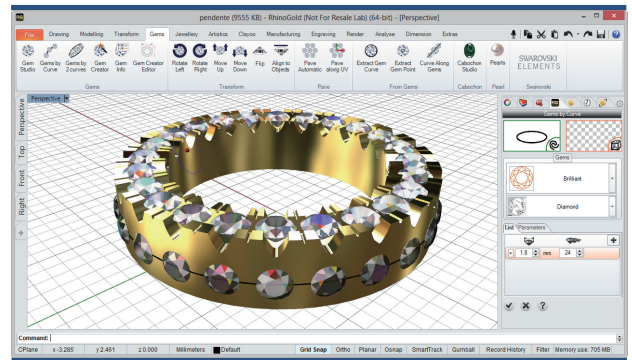 pendente (9555 KB) - RhinoGold (Not For Resale Lab) (64-bit) - [Perspective]
File Drawing Modelling Transform Gems Jewellery Artistics Clayoo Manufacturing Engraving Render Analyse Dimension Extras
Gem Studio Gems by Curve Gems by 2 curves Gem Creator Gem Info Gem Creator Editor Rotate Left Rotate Right Move Up Move Down Flip Align to Objects Pave Automatic Pave along UV Extract Gem Curve Extract Gem Point Curve Along Gems Cabochon Studio Pearls SWAROVSKI ELEMENTS
Gems Transform Pave From Gems Cabochon Pearl Swarovski
Perspective
Perspective
Top
Front
Right
Gems by Curve
Gems
Brilliant
Diamond
List Parameters
1.8 mm 24
Command:
CPlane x -3.285 y 2.461 z 0.000 Millimeters Default Grid Snap Ortho Planar Osnap SmartTrack Gumball Record History Filter Memory use: 705 MB